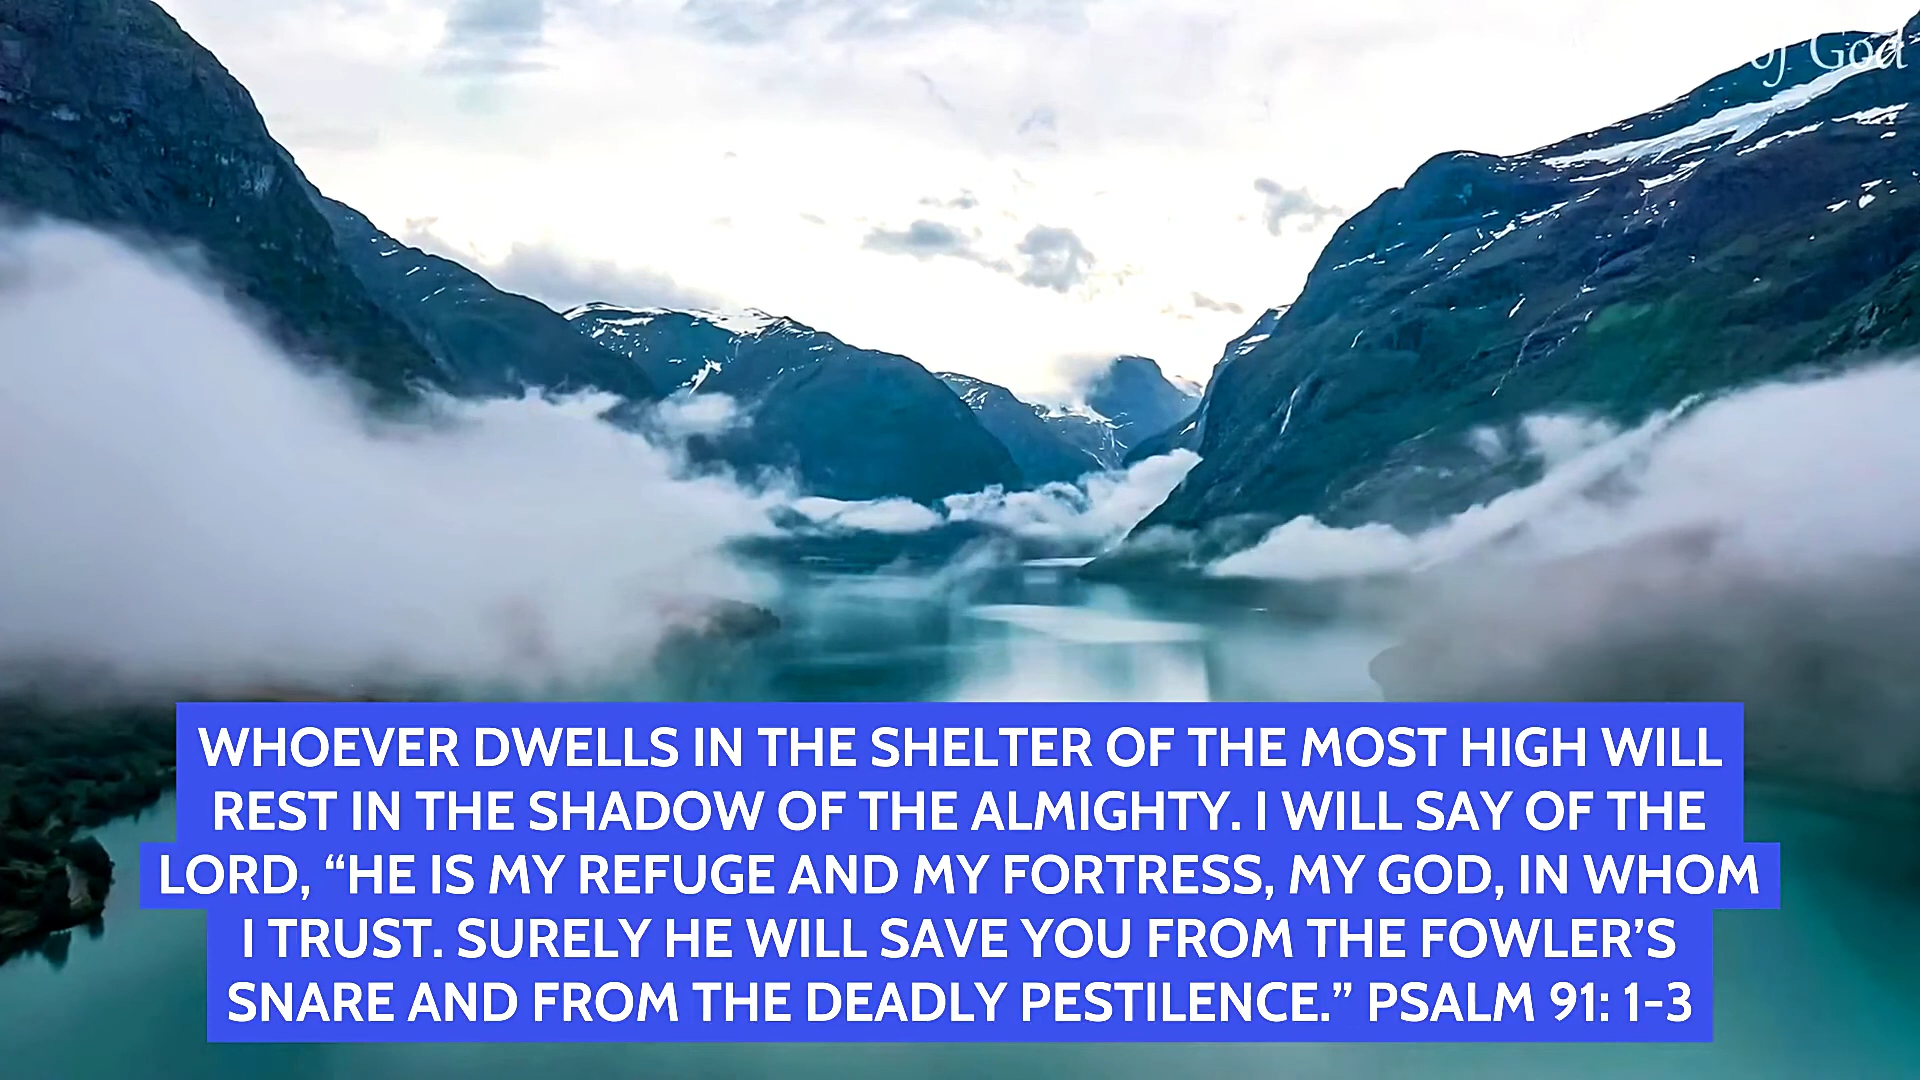 of God
WHOEVER DWELLS IN THE SHELTER OF THE MOST HIGH WILL
REST IN THE SHADOW OF THE ALMIGHTY. I WILL SAY OF THE
LORD, “HE IS MY REFUGE AND MY FORTRESS, MY GOD, IN WHOM
I TRUST. SURELY HE WILL SAVE YOU FROM THE FOWLER’S
SNARE AND FROM THE DEADLY PESTILENCE.” PSALM 91: 1-3